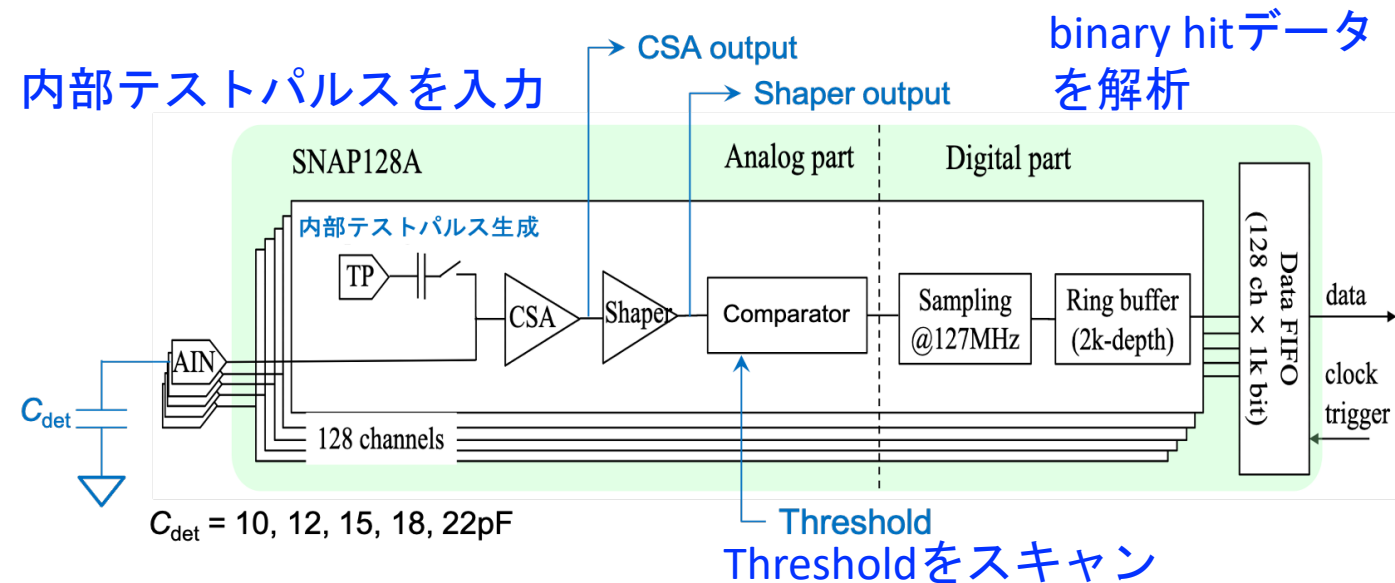 内部テストパルスを入力
CSA output
Shaper output
binary hitデータ
を解析
SNAP128A
Analog part
Digital part
内部テストパルス生成
TP
CSA
Shaper
Comparator
Sampling
@127MHz
Ring buffer
(2k-depth)
Data FIFO
(128 ch × 1k bit)
data
clock
trigger
AIN
Cdet
128 channels
Cdet = 10, 12, 15, 18, 22pF
Threshold
Thresholdをスキャン